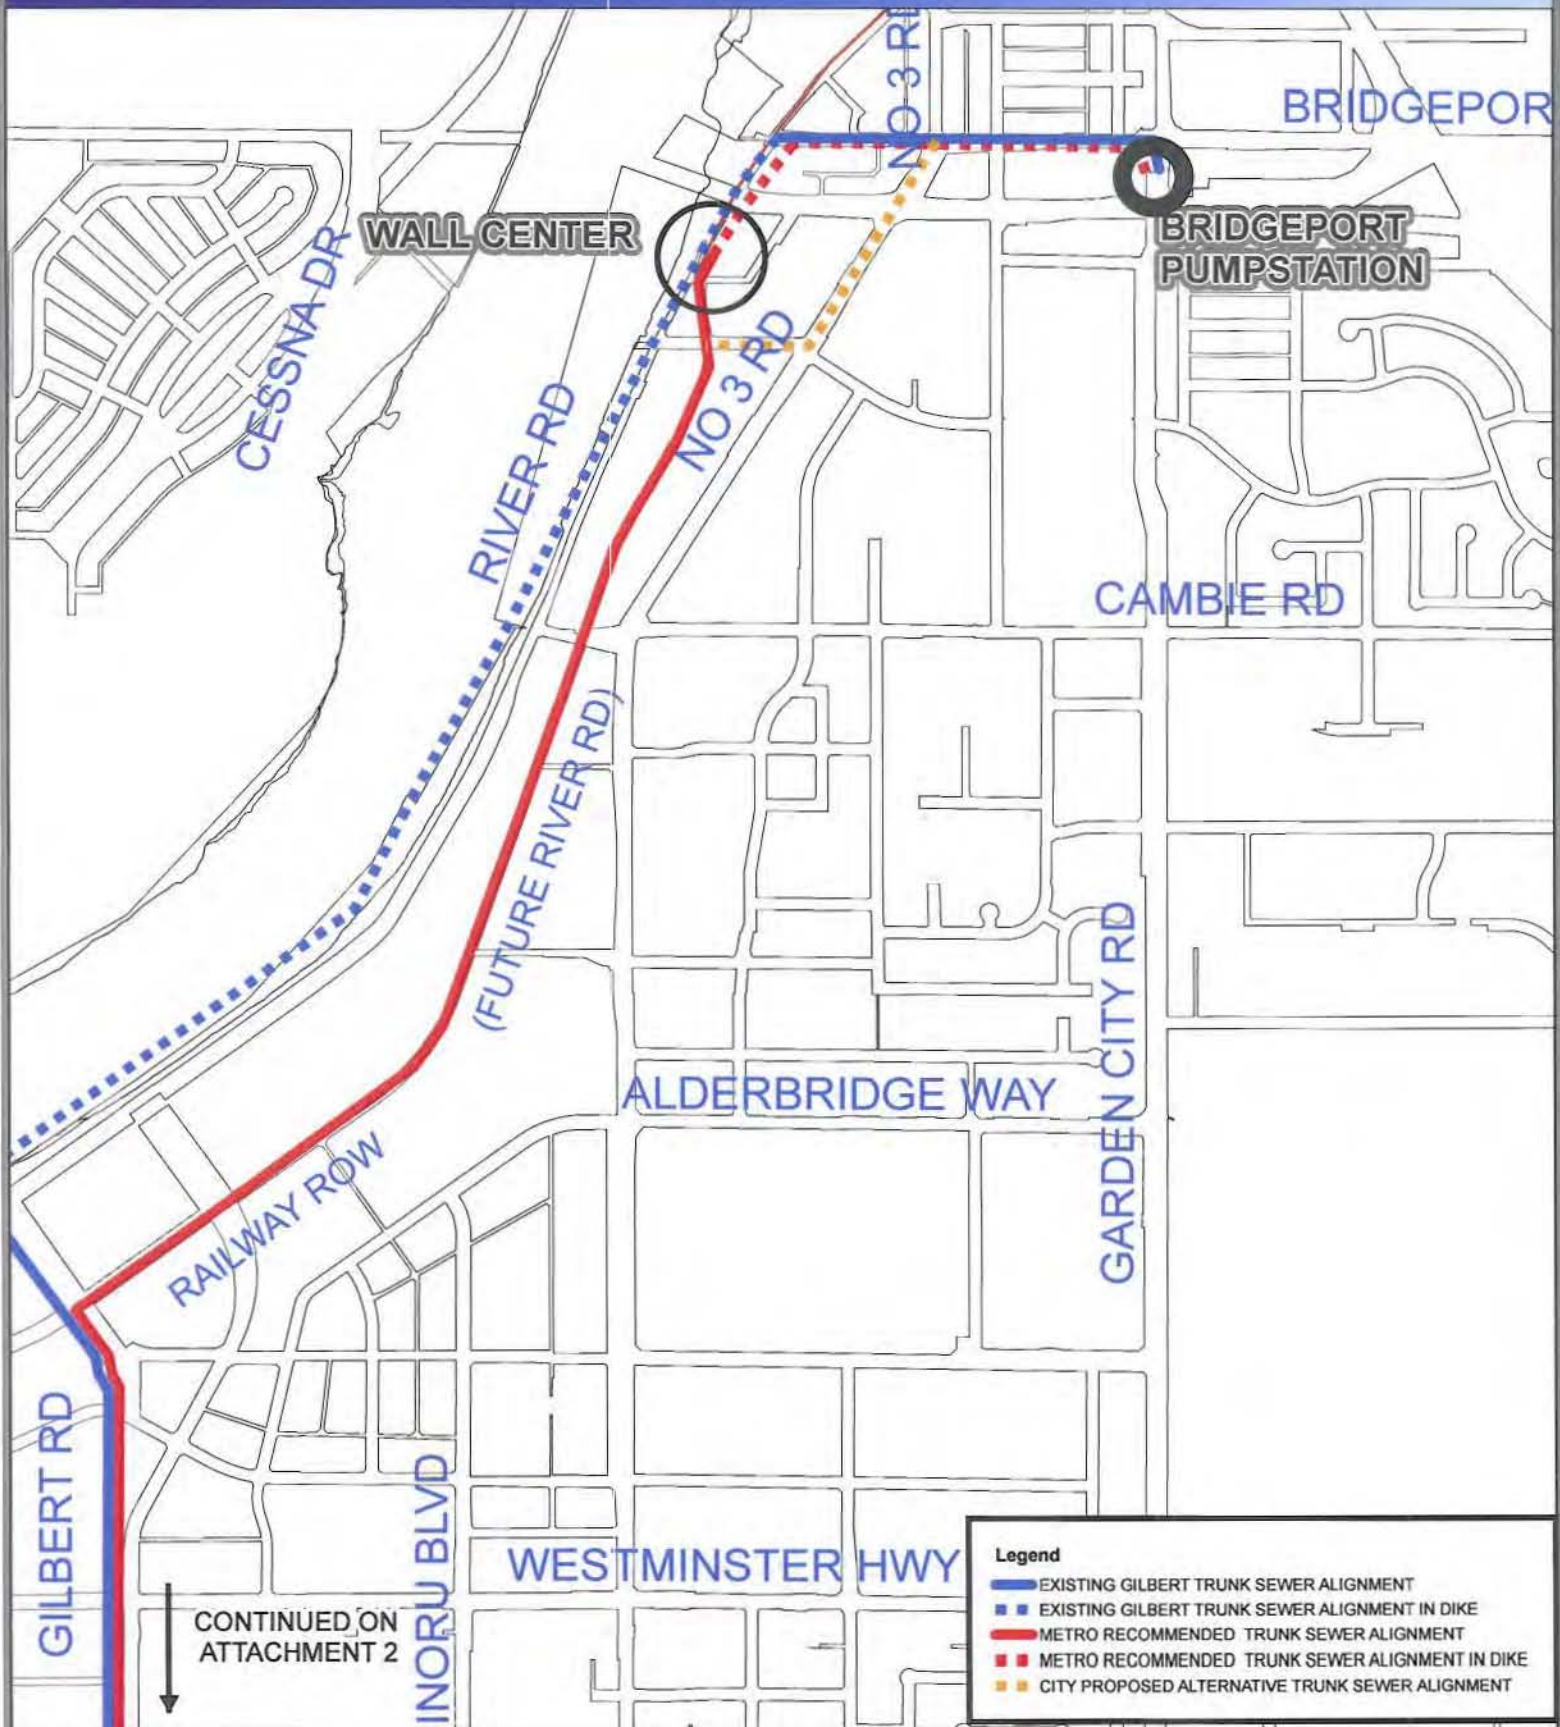 NO 3 RD
BRIDGEPOR
WALL CENTER
BRIDGEPORT
PUMPSTATION
CESSNA DR
NO 3 RD
RIVER RD
CAMBIE RD
(FUTURE RIVER RD)
GARDEN CITY RD
ALDERBRIDGE WAY
RAILWAY ROW
GILBERT RD
INORU BLVD
WESTMINSTER HWY
CONTINUED ON
ATTACHMENT 2
Legend
EXISTING GILBERT TRUNK SEWER ALIGNMENT
EXISTING GILBERT TRUNK SEWER ALIGNMENT IN DIKE
METRO RECOMMENDED TRUNK SEWER ALIGNMENT
METRO RECOMMENDED TRUNK SEWER ALIGNMENT IN DIKE
CITY PROPOSED ALTERNATIVE TRUNK SEWER ALIGNMENT